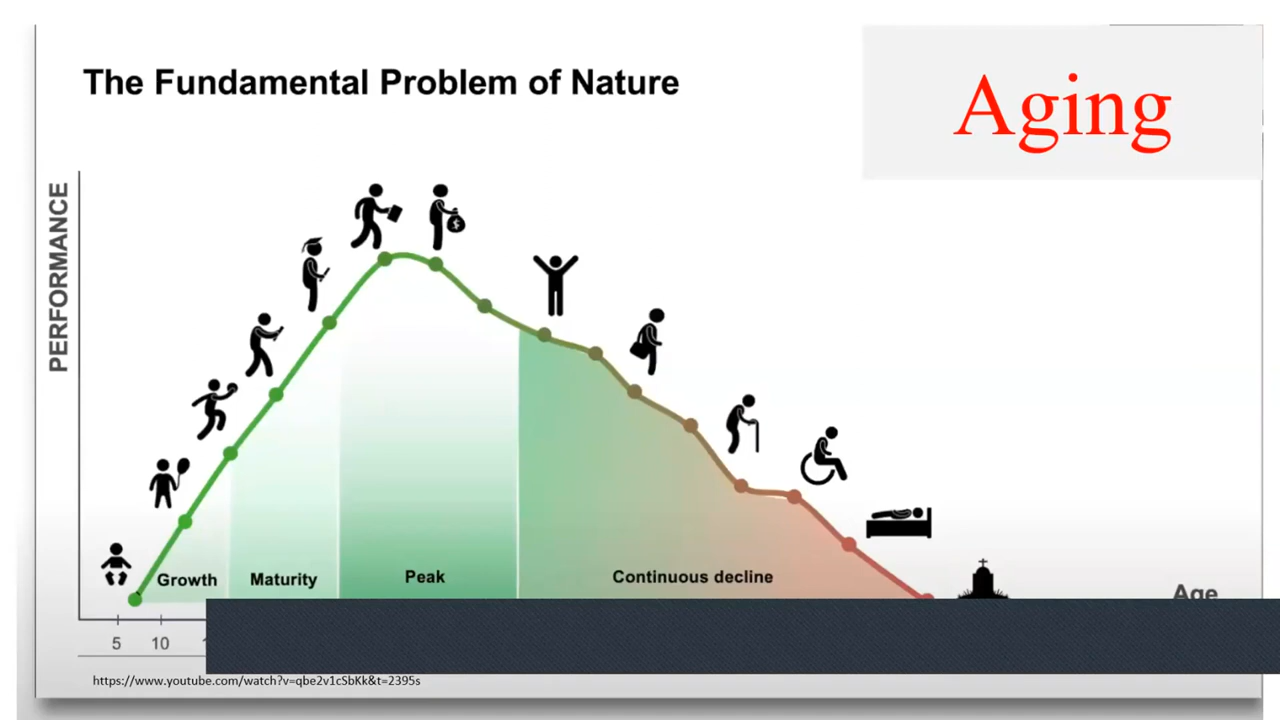 The Fundamental Problem of Nature
Aging
PERFORMANCE
Growth
Maturity
Peak
Continuous decline
Age
5 10
https://www.youtube.com/watch?v=qbe2v1cSbKk&t=2395s